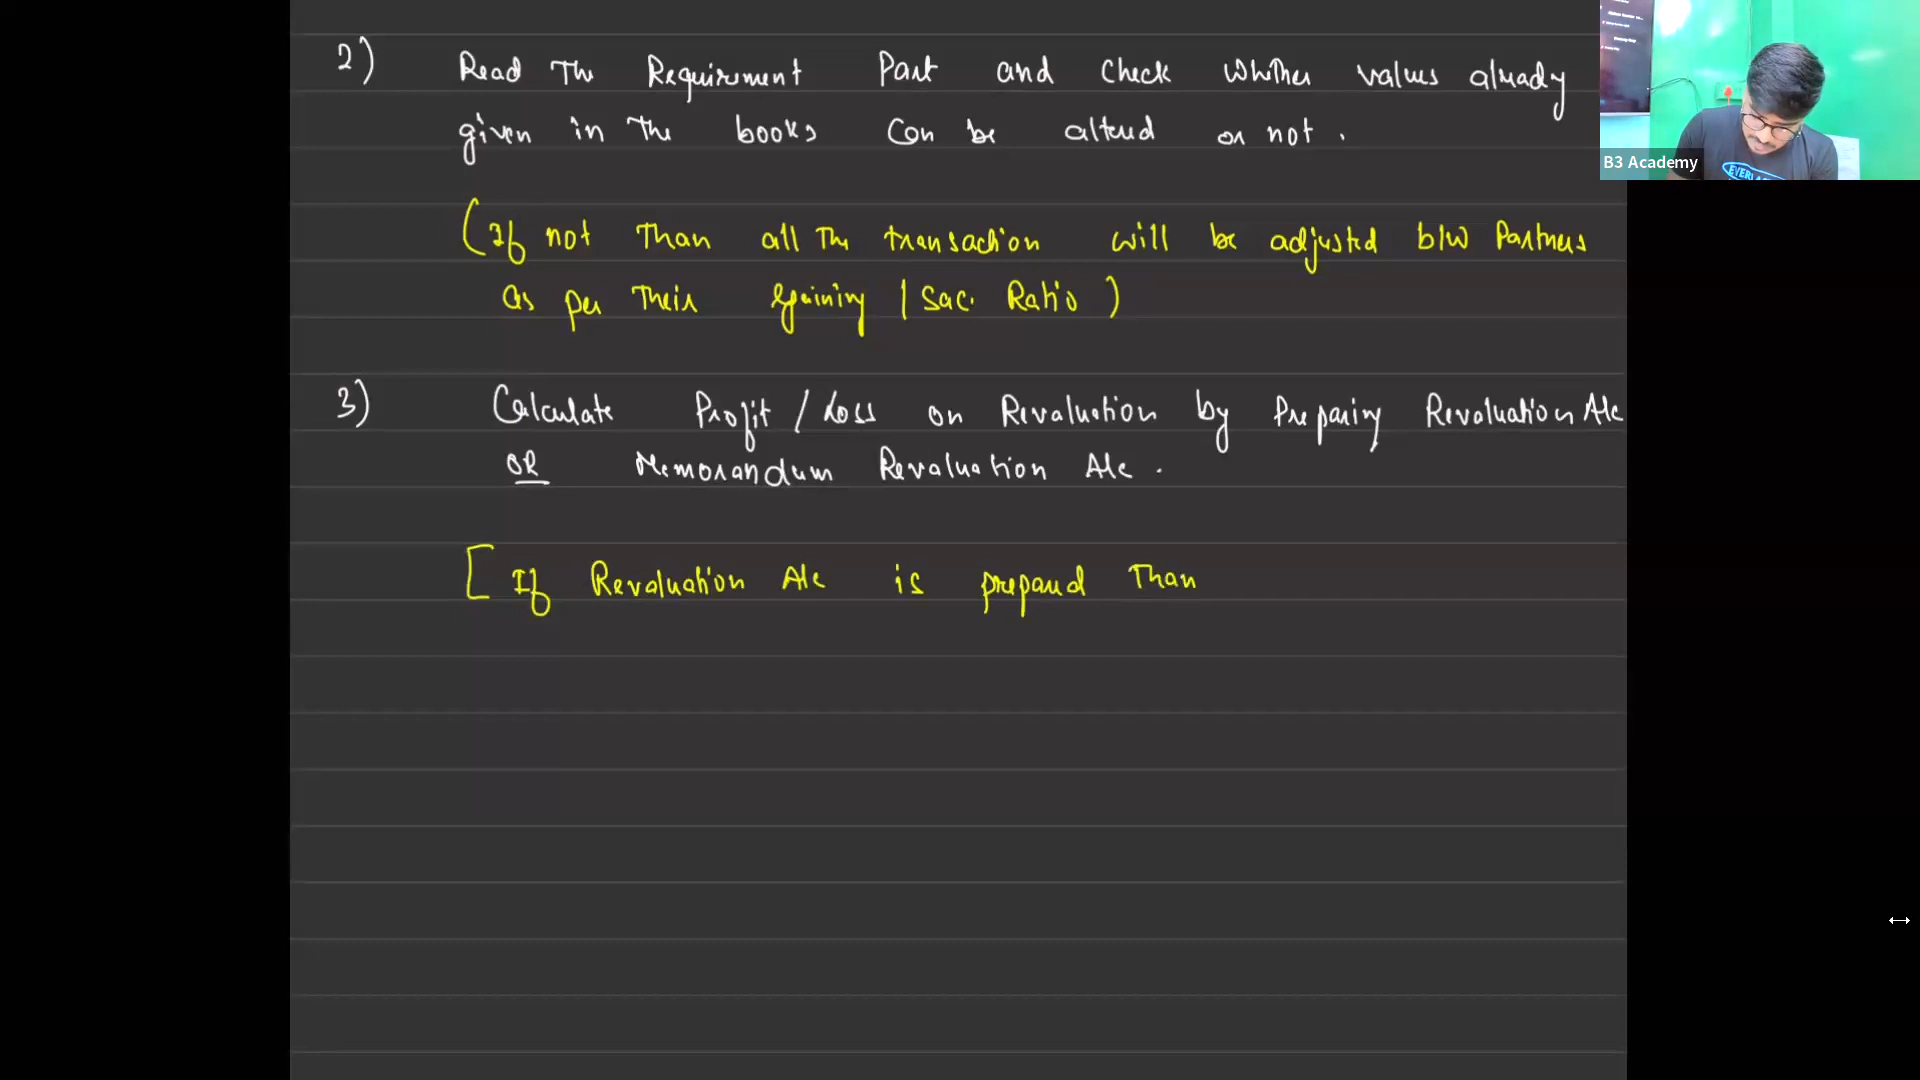 2) Read The Requirement Part and Check Whether values already
given in the books Can be altered or not.
(If not Than all The transaction will be adjusted b/w Partners
as per Their gaining / Sac. Ratio)
3) Calculate Profit / Loss on Revaluation by Preparing Revaluation A/c
OR Memorandum Revaluation A/c.
[ If Revaluation A/c is prepared Than
B3 Academy